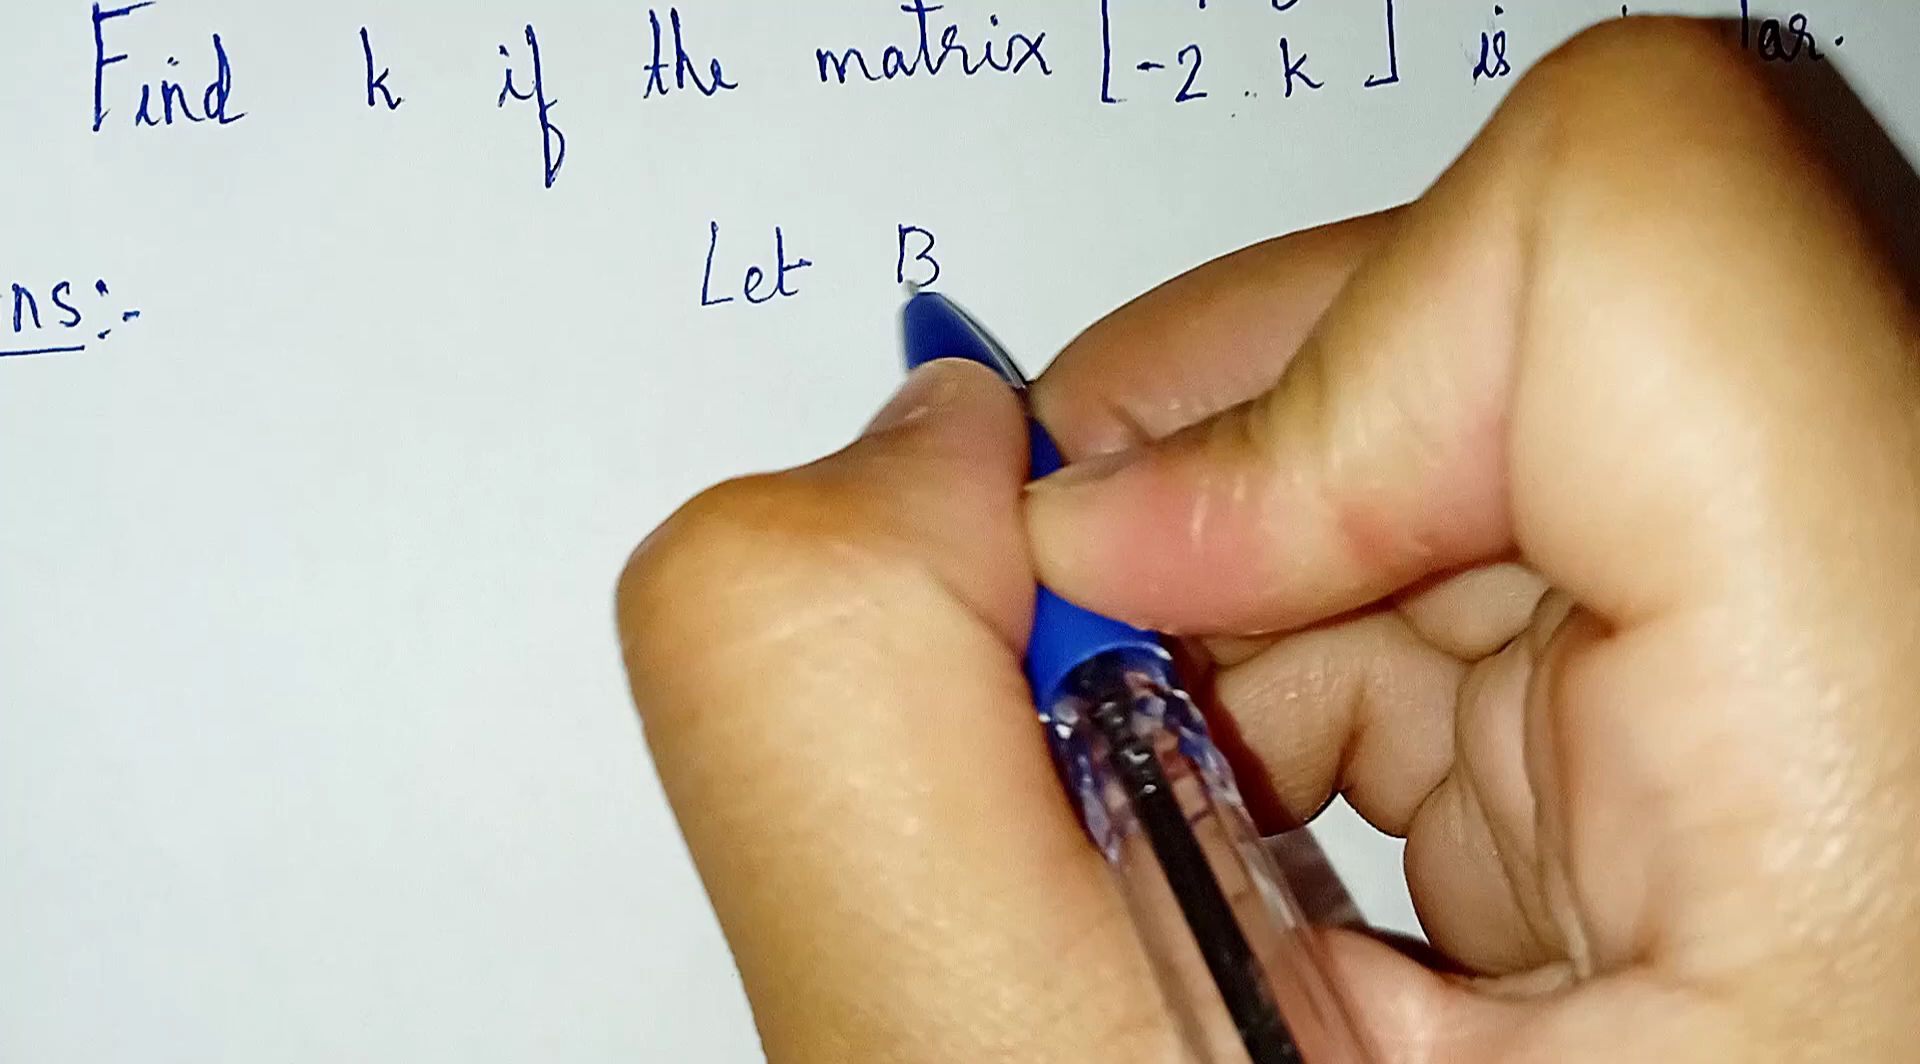 Find k if the matrix [-2 k] is
Let B
ns:-